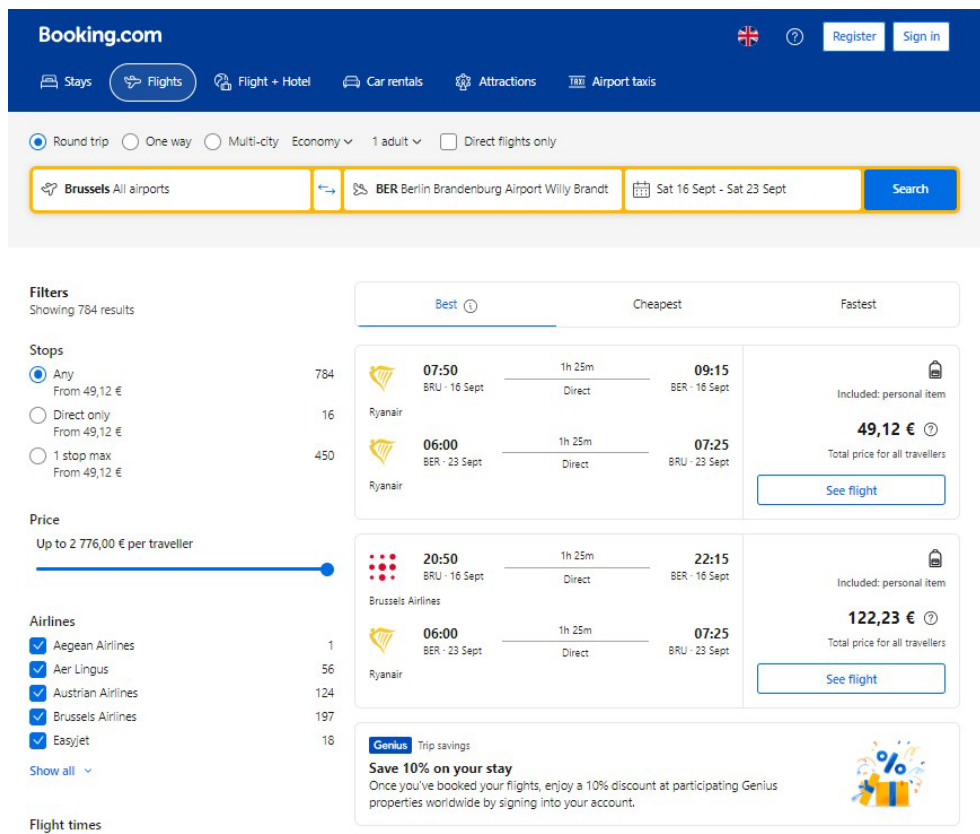 Booking.com
Register
Sign in
Stays
Flights
Flight + Hotel
Car rentals
TAXI Airport taxis
Attractions
Round trip
One way
Multi-city
Economy
1 adult
Direct flights only
Brussels All airports
BER Berlin Brandenburg Airport Willy Brandt
Sat 16 Sept - Sat 23 Sept
Search
Filters
Showing 784 results
Stops
Any 784
From 49,12 €
Direct only 16
From 49,12 €
1 stop max 450
From 49,12 €
Price
Up to 2 776,00 € per traveller
Airlines
Aegean Airlines 1
Aer Lingus 56
Austrian Airlines 124
Brussels Airlines 197
Easyjet 18
Show all
Flight times
Best
Cheapest
Fastest
07:50 1h 25m 09:15
BRU · 16 Sept Direct BER · 16 Sept
Ryanair
06:00 1h 25m 07:25
BER · 23 Sept Direct BRU · 23 Sept
Ryanair
Included: personal item
49,12 €
Total price for all travellers
See flight
20:50 1h 25m 22:15
BRU · 16 Sept Direct BER · 16 Sept
Brussels Airlines
06:00 1h 25m 07:25
BER · 23 Sept Direct BRU · 23 Sept
Ryanair
Included: personal item
122,23 €
Total price for all travellers
See flight
Genius Trip savings
Save 10% on your stay
Once you've booked your flights, enjoy a 10% discount at participating Genius
properties worldwide by signing into your account.
%